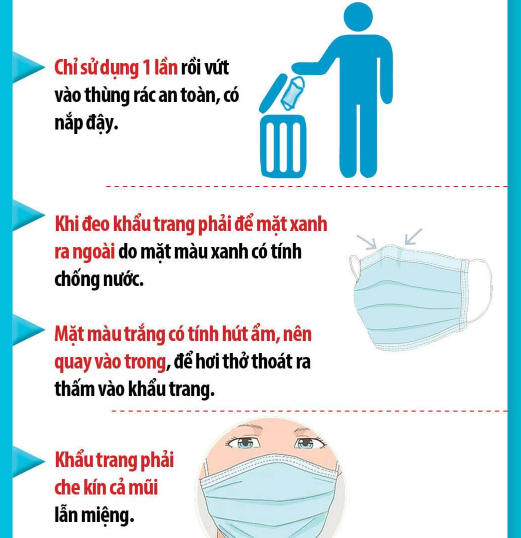 Chỉ sử dụng 1 lần rồi vứt
vào thùng rác an toàn, có
nắp đậy.
Khi đeo khẩu trang phải để mặt xanh
ra ngoài do mặt màu xanh có tính
chống nước.
Mặt màu trắng có tính hút ẩm, nên
quay vào trong, để hơi thở thoát ra
thấm vào khẩu trang.
Khẩu trang phải
che kín cả mũi
lẫn miệng.